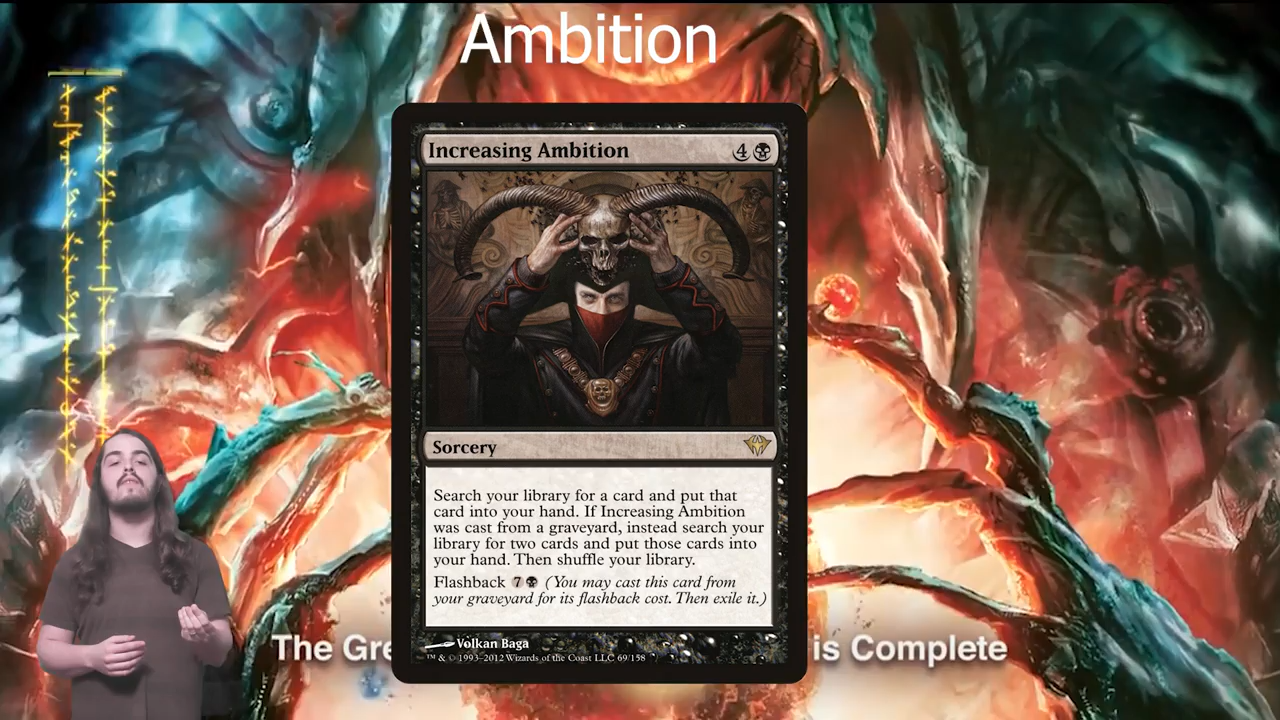 Ambition
Increasing Ambition 4
Sorcery
Search your library for a card and put that
card into your hand. If Increasing Ambition
was cast from a graveyard, instead search your
library for two cards and put those cards into
your hand. Then shuffle your library.
Flashback 7 (You may cast this card from
your graveyard for its flashback cost. Then exile it.)
Volkan Baga
™ & © 1993–2012 Wizards of the Coast LLC 69/158
The Gre
is Complete